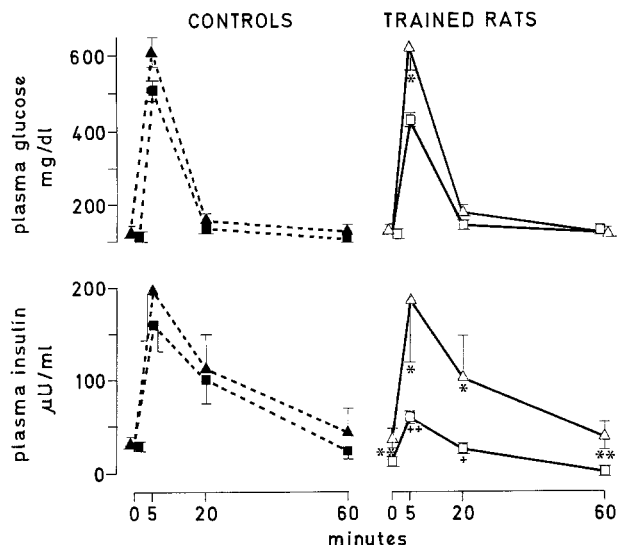 CONTROLS
TRAINED RATS
plasma glucose
mg/dl
600
400
200
*
plasma insulin
µU/ml
200
100
0
*
*
**
**
++
+
0 5 20 60
0 5 20 60
minutes